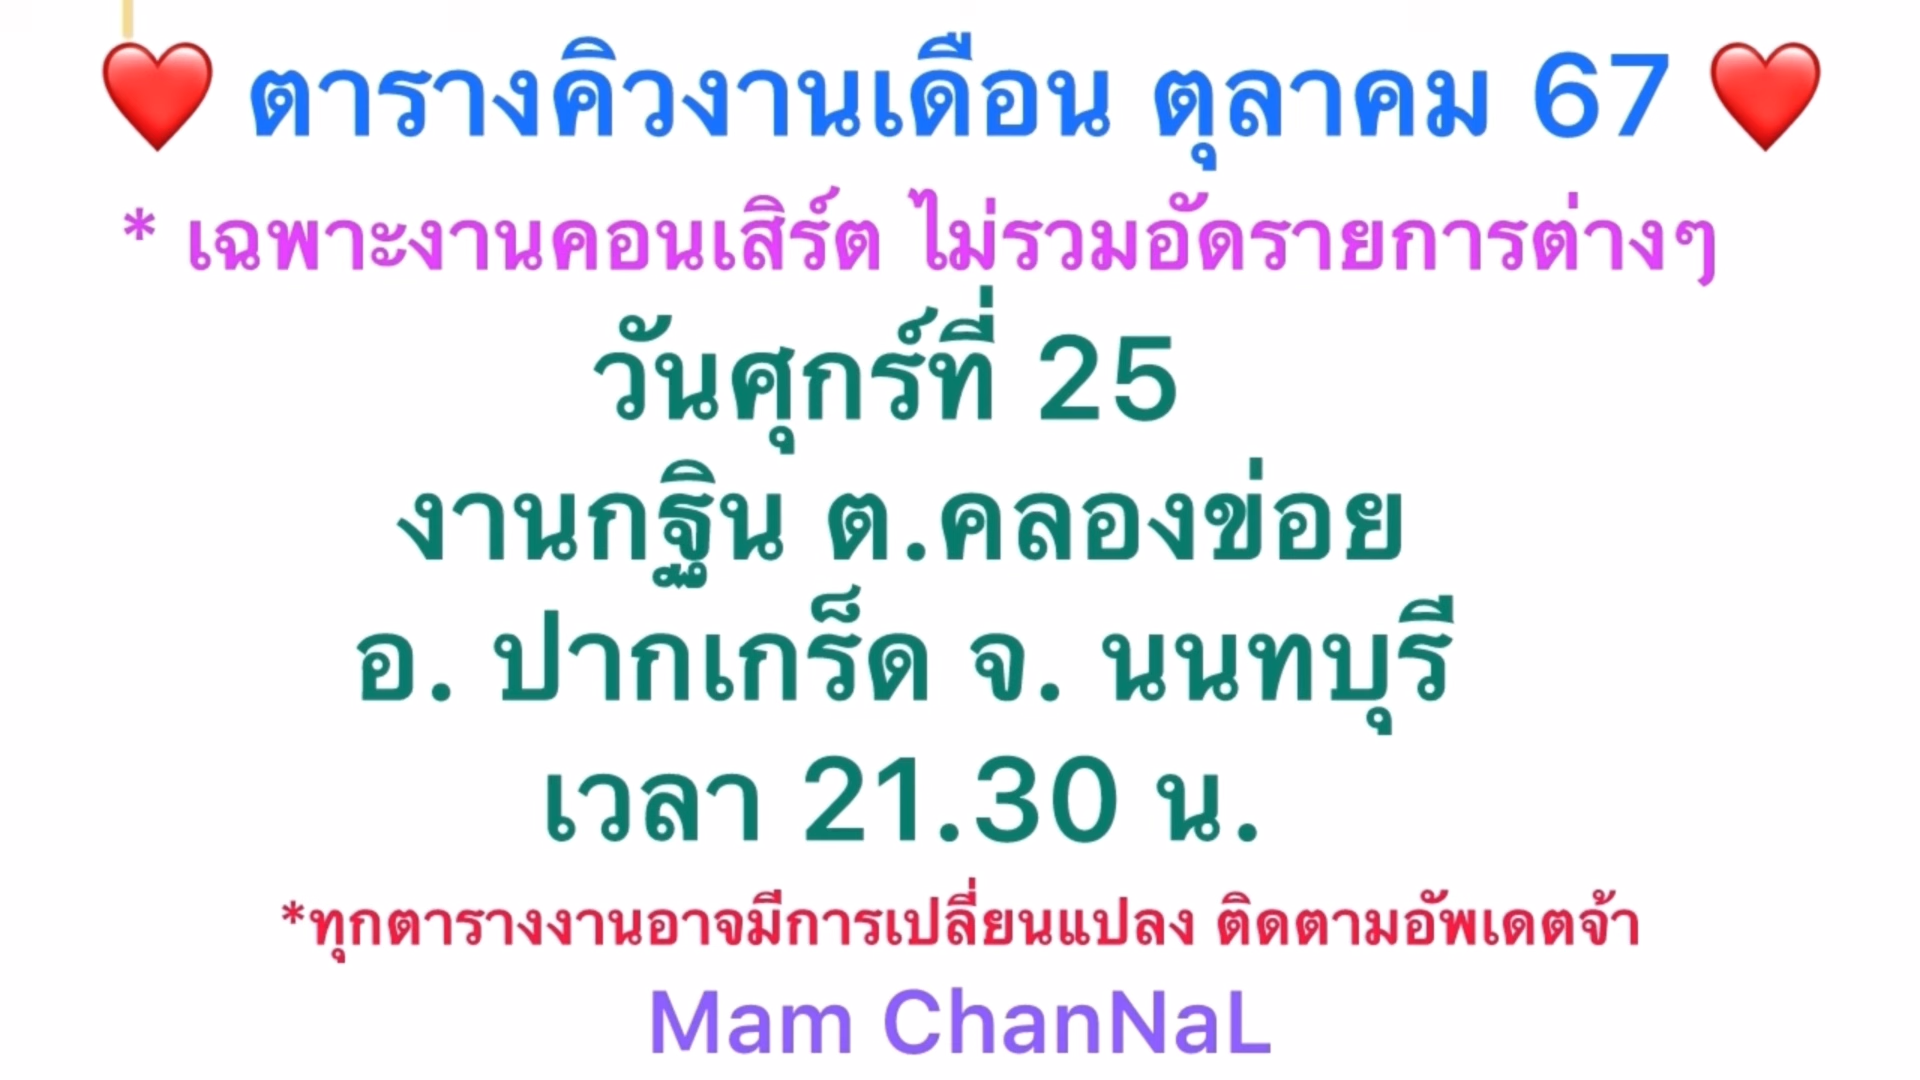 ❤️ ตารางคิวงานเดือน ตุลาคม 67 ❤️
* เฉพาะงานคอนเสิร์ต ไม่รวมอัดรายการต่างๆ
วันศุกร์ที่ 25
งานกฐิน ต.คลองข่อย
อ. ปากเกร็ด จ. นนทบุรี
เวลา 21.30 น.
*ทุกตารางงานอาจมีการเปลี่ยนแปลง ติดตามอัพเดตจ้า
Mam ChanNaL